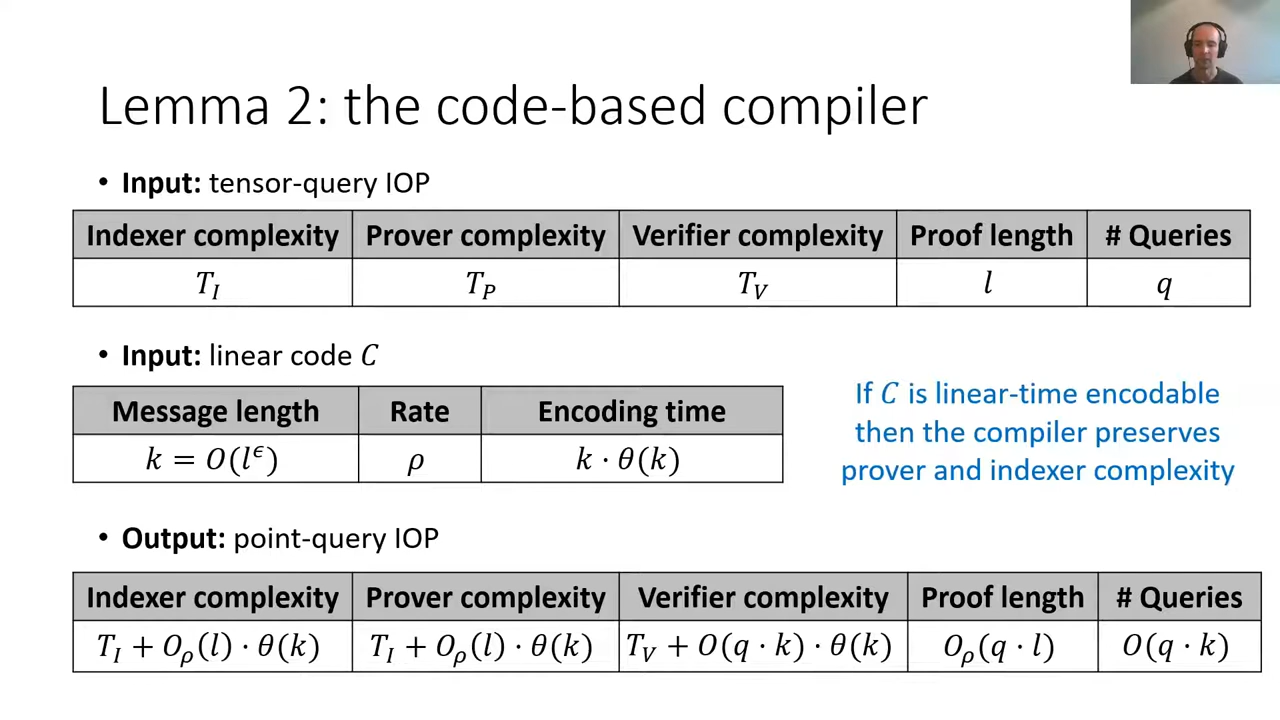 Lemma 2: the code-based compiler
• Input: tensor-query IOP
Indexer complexity Prover complexity Verifier complexity Proof length # Queries
T_I T_P T_V l q
• Input: linear code C
Message length Rate Encoding time
k = O(l^ϵ) ρ k · θ(k)
If C is linear-time encodable
then the compiler preserves
prover and indexer complexity
• Output: point-query IOP
Indexer complexity Prover complexity Verifier complexity Proof length # Queries
T_I + O_ρ(l) · θ(k) T_I + O_ρ(l) · θ(k) T_V + O(q · k) · θ(k) O_ρ(q · l) O(q · k)